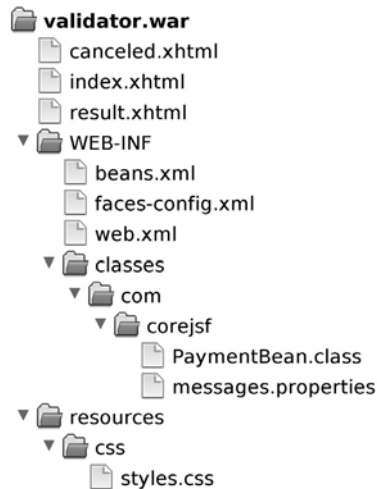 validator.war
canceled.xhtml
index.xhtml
result.xhtml
WEB-INF
beans.xml
faces-config.xml
web.xml
classes
com
corejsf
PaymentBean.class
messages.properties
resources
css
styles.css